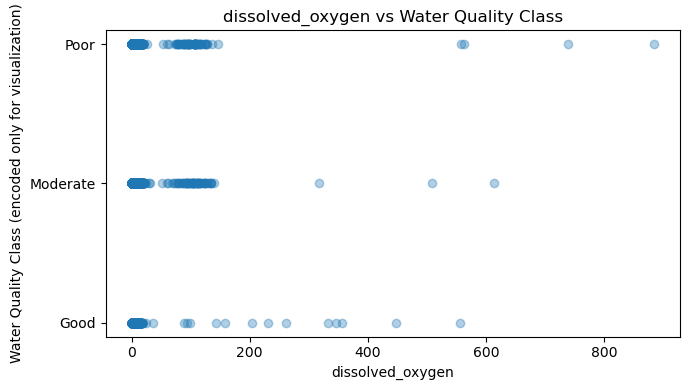 dissolved_oxygen vs Water Quality Class
Water Quality Class (encoded only for visualization)
Poor
Moderate
Good
0 200 400 600 800
dissolved_oxygen